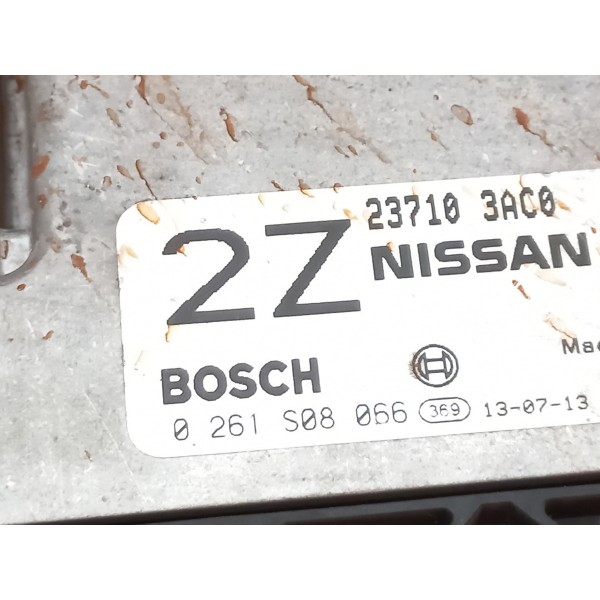 2Z
23710 3AC0
NISSAN
BOSCH
0 261 S08 066 369 13-07-13